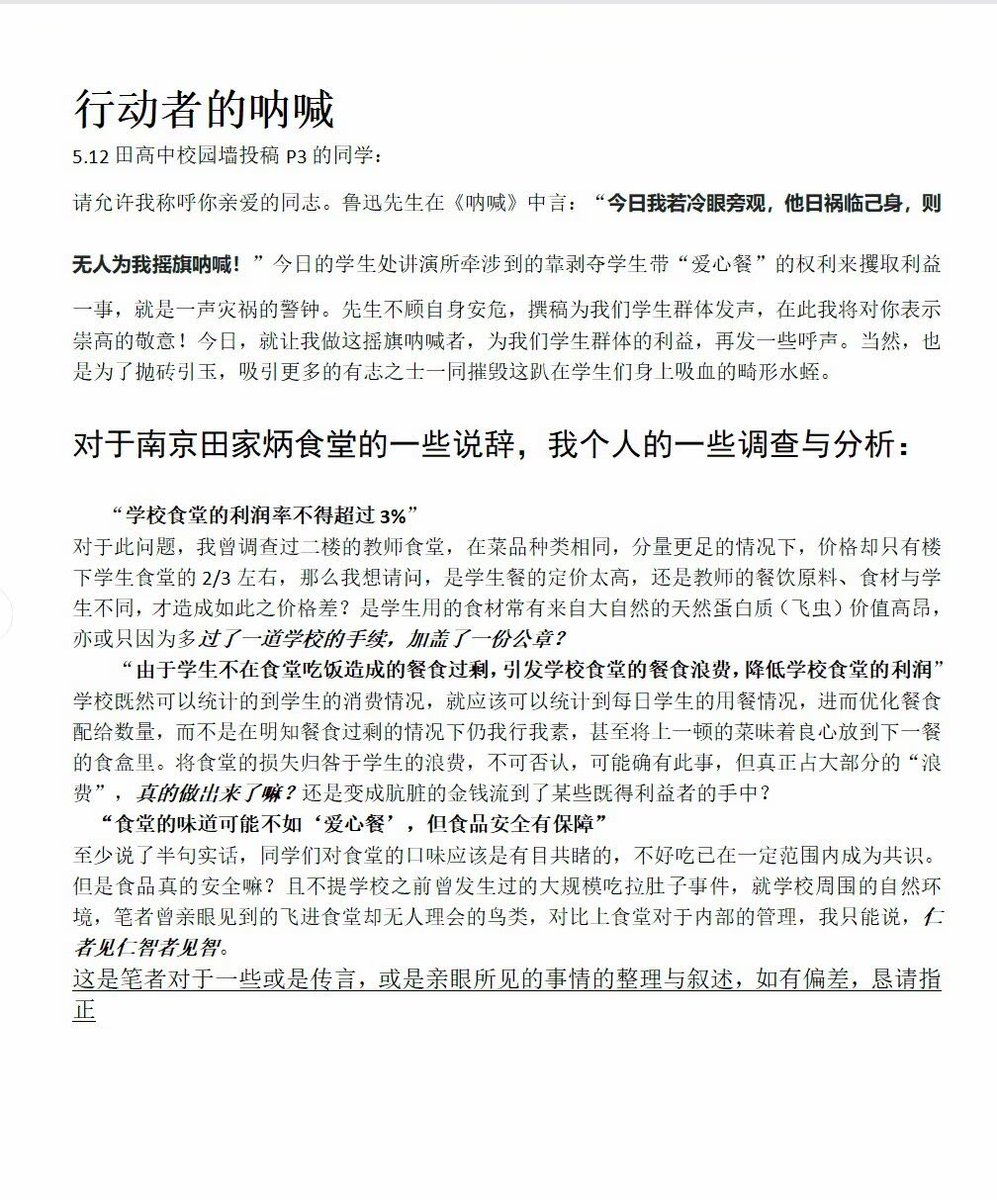 行动者的呐喊
5.12 田高中校园墙投稿 P3 的同学：
请允许我称呼你亲爱的同志。鲁迅先生在《呐喊》中言：“今日我若冷眼旁观，他日祸临己身，则
无人为我摇旗呐喊！”今日的学生处讲演所牵涉到的靠剥夺学生带“爱心餐”的权利来攫取利益
一事，就是一声灾祸的警钟。先生不顾自身安危，撰稿为我们学生群体发声，在此我将对你表示
崇高的敬意！今日，就让我做这摇旗呐喊者，为我们学生群体的利益，再发一些呼声。当然，也
是为了抛砖引玉，吸引更多的有志之士一同摧毁这趴在学生们身上吸血的畸形水蛭。
对于南京田家炳食堂的一些说辞，我个人的一些调查与分析：
“学校食堂的利润率不得超过 3%”
对于此问题，我曾调查过二楼的教师食堂，在菜品种类相同，分量更足的情况下，价格却只有楼
下学生食堂的 2/3 左右，那么我想请问，是学生餐的定价太高，还是教师的餐饮原料、食材与学
生不同，才造成如此之价格差？是学生用的食材常有来自大自然的天然蛋白质（飞虫）价值高昂，
亦或只因为多过了一道学校的手续，加盖了一份公章？
“由于学生不在食堂吃饭造成的餐食过剩，引发学校食堂的餐食浪费，降低学校食堂的利润”
学校既然可以统计的到学生的消费情况，就应该可以统计到每日学生的用餐情况，进而优化餐食
配给数量，而不是在明知餐食过剩的情况下仍我行我素，甚至将上一顿的菜昧着良心放到下一餐
的食盒里。将食堂的损失归咎于学生的浪费，不可否认，可能确有此事，但真正占大部分的“浪
费”，真的做出来了嘛？还是变成肮脏的金钱流到了某些既得利益者的手中？
“食堂的味道可能不如‘爱心餐’，但食品安全有保障”
至少说了半句实话，同学们对食堂的口味应该是有目共睹的，不好吃已在一定范围内成为共识。
但是食品真的安全嘛？且不提学校之前曾发生过的大规模吃拉肚子事件，就学校周围的自然环
境，笔者曾亲眼见到的飞进食堂却无人理会的鸟类，对比上食堂对于内部的管理，我只能说，仁
者见仁智者见智。
这是笔者对于一些或是传言，或是亲眼所见的事情的整理与叙述，如有偏差，恳请指
正